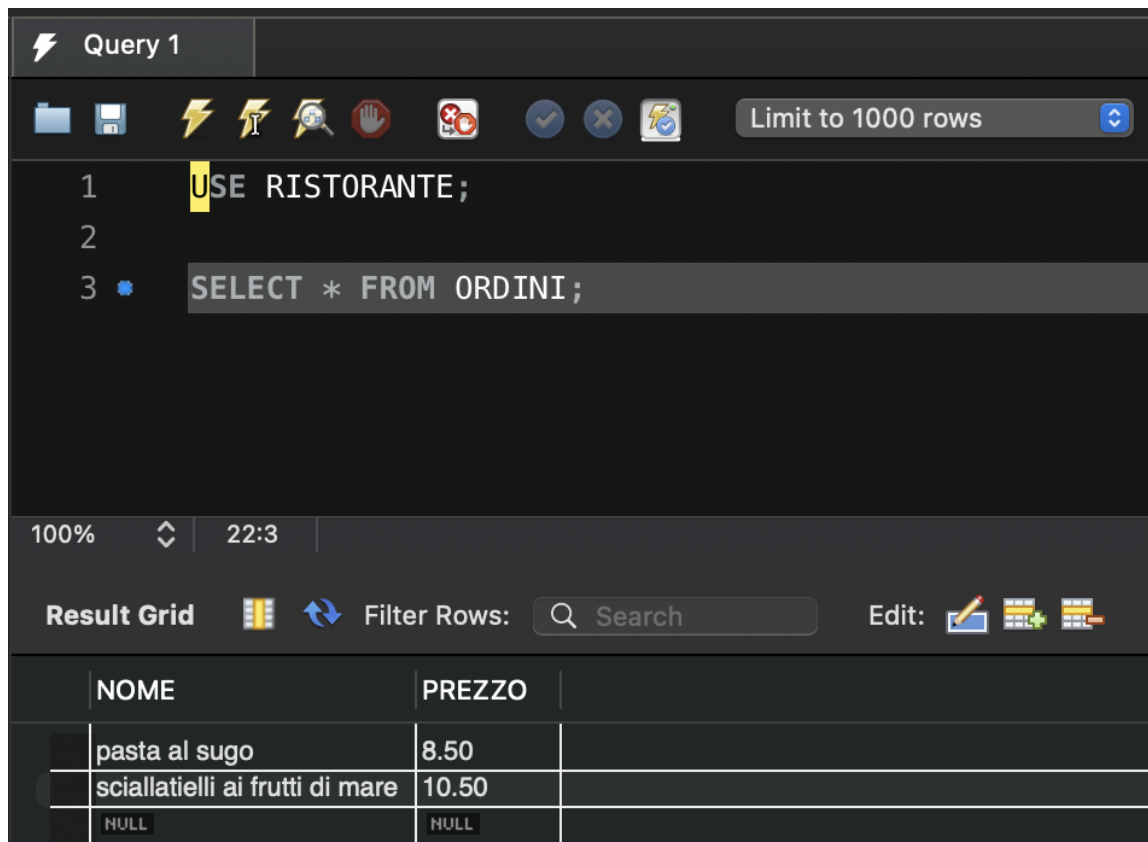 Query 1
Limit to 1000 rows
1 USE RISTORANTE;
2
3 SELECT * FROM ORDINI;
100% 22:3
Result Grid Filter Rows: Search Edit:
NOME PREZZO
pasta al sugo 8.50
sciallatielli ai frutti di mare 10.50
NULL NULL